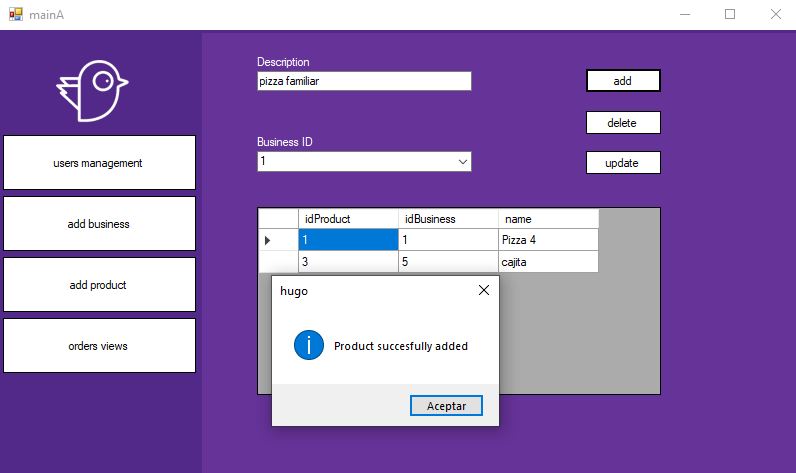 mainA
Description
pizza familiar
add
delete
Business ID
1
update
users management
add business
add product
orders views
idProduct idBusiness name
1 1 Pizza 4
3 5 cajita
hugo
Product succesfully added
Aceptar